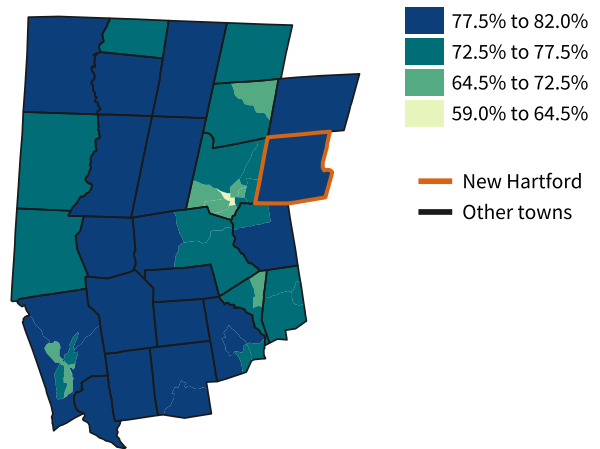 77.5% to 82.0%
72.5% to 77.5%
64.5% to 72.5%
59.0% to 64.5%
New Hartford
Other towns